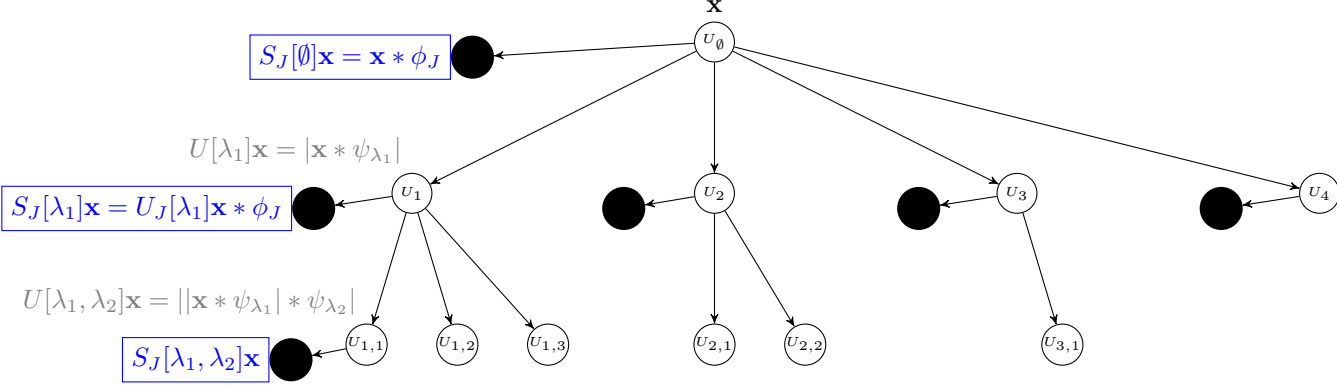 𝐱
U_∅
S_J[∅]𝐱 = 𝐱 ∗ ϕ_J
U[λ_1]𝐱 = |𝐱 ∗ ψ_{λ_1}|
S_J[λ_1]𝐱 = U_J[λ_1]𝐱 ∗ ϕ_J
U_1
U_2
U_3
U_4
U[λ_1, λ_2]𝐱 = ||𝐱 ∗ ψ_{λ_1}| ∗ ψ_{λ_2}|
S_J[λ_1, λ_2]𝐱
U_{1,1}
U_{1,2}
U_{1,3}
U_{2,1}
U_{2,2}
U_{3,1}